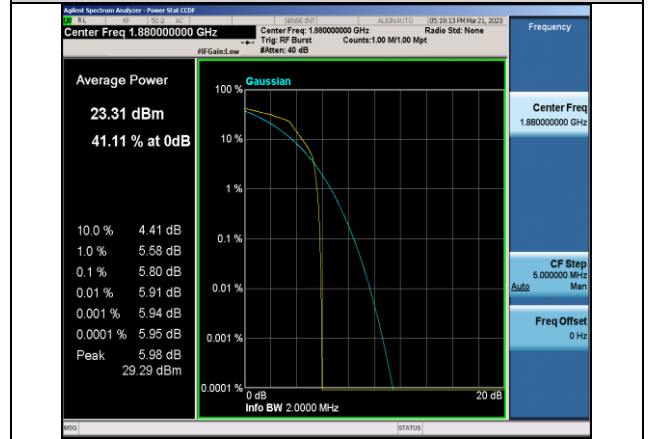 Agilent Spectrum Analyzer - Power Stat CCDF
RL RF 50 Ω AC SENSE:INT ALIGNAUTO 05:19:13 PM Mar 21, 2023
Center Freq 1.880000000 GHz
Center Freq: 1.880000000 GHz Radio Std: None
Trig: RF Burst Counts:1.00 M/1.00 Mpt
#IFGain:Low #Atten: 40 dB
Frequency
Average Power
23.31 dBm
41.11 % at 0dB
10.0 % 4.41 dB
1.0 % 5.58 dB
0.1 % 5.80 dB
0.01 % 5.91 dB
0.001 % 5.94 dB
0.0001 % 5.95 dB
Peak 5.98 dB
29.29 dBm
Gaussian
100 %
10 %
1 %
0.1 %
0.01 %
0.001 %
0.0001 %
0 dB 20 dB
Info BW 2.0000 MHz
Center Freq
1.880000000 GHz
CF Step
5.000000 MHz
Auto Man
Freq Offset
0 Hz
MSG STATUS